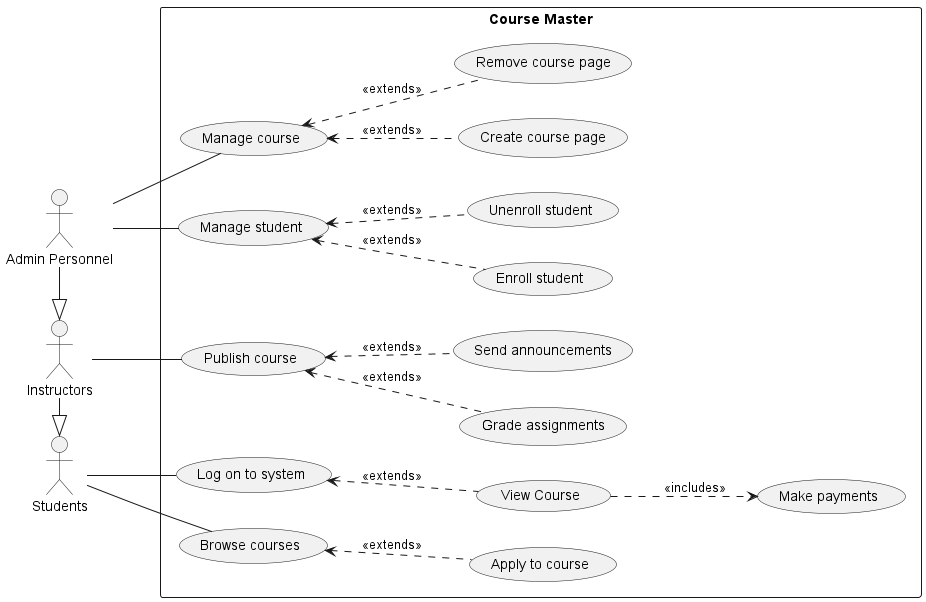 Course Master
Remove course page
«extends»
«extends»
Manage course
Create course page
«extends»
Unenroll student
Manage student
«extends»
Admin Personnel
Enroll student
«extends»
Send announcements
Publish course
«extends»
Instructors
Grade assignments
Log on to system
«extends»
«includes»
View Course
Make payments
Students
Browse courses
«extends»
Apply to course